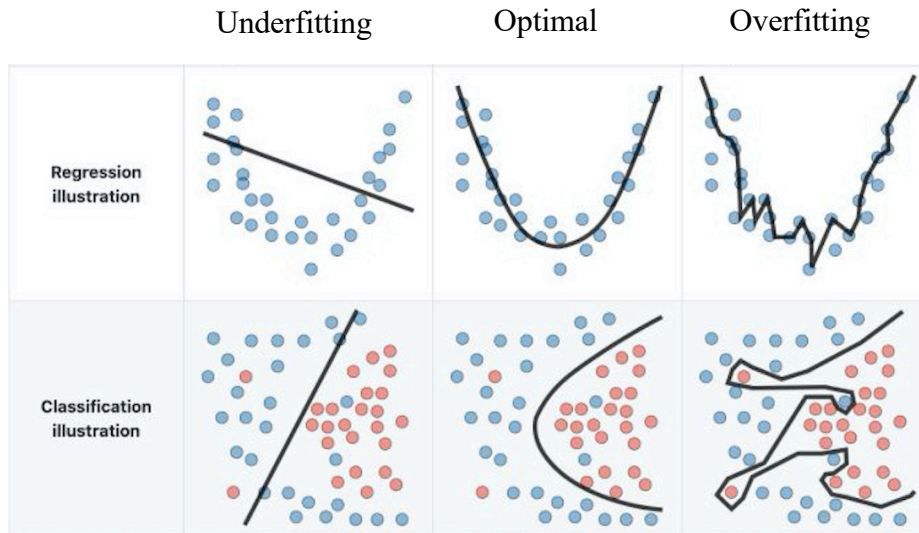 Underfitting
Optimal
Overfitting
Regression
illustration
Classification
illustration